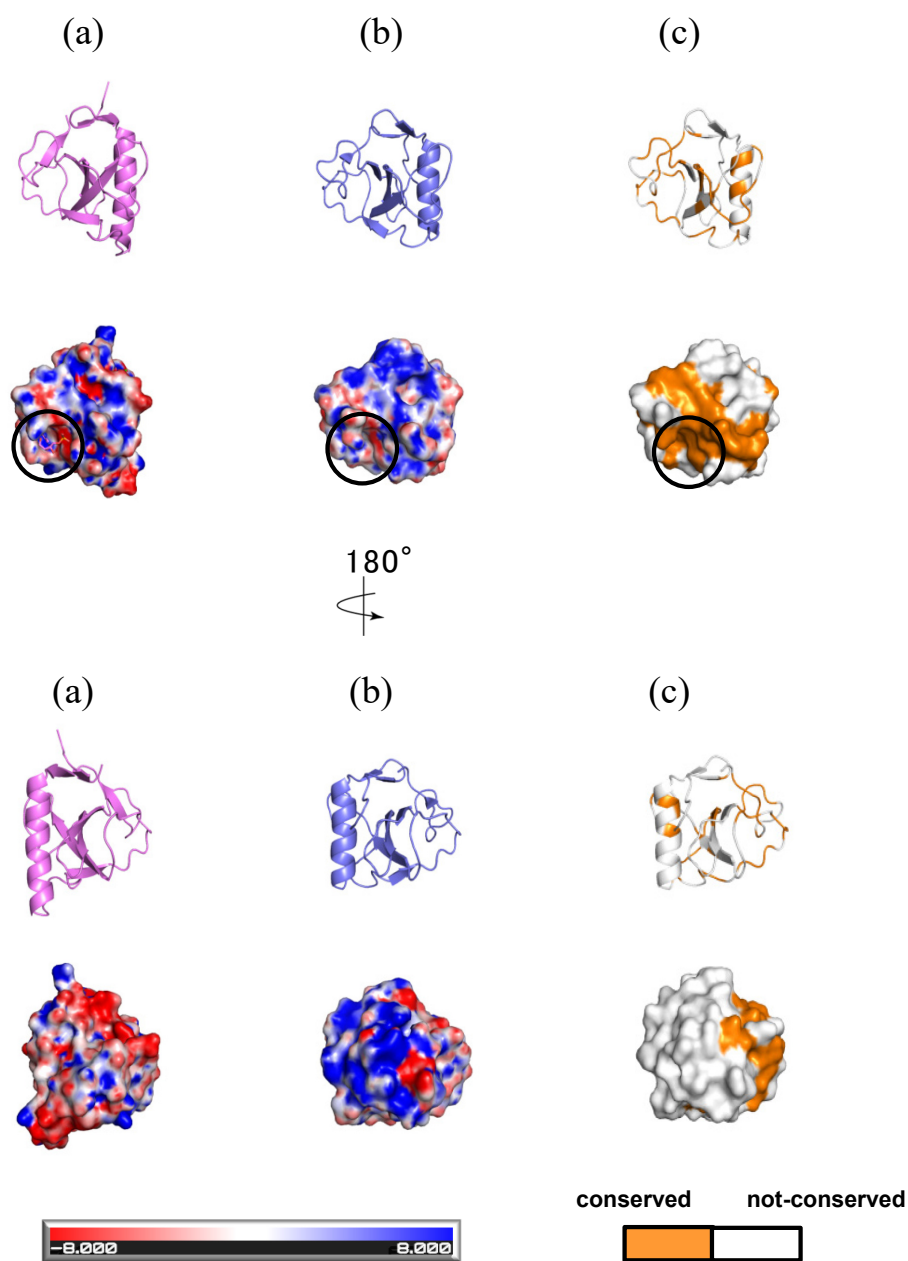 (a) (b) (c)
180°
(a) (b) (c)
conserved not-conserved
-8.000 8.000